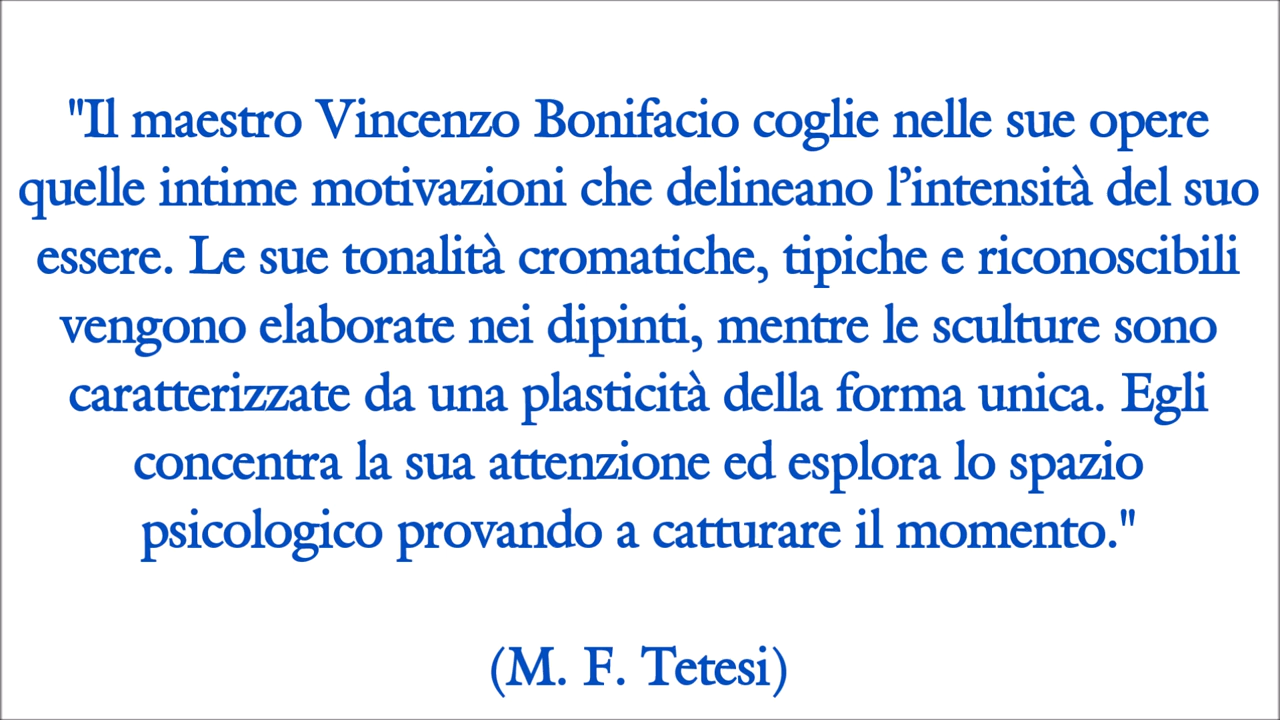 "Il maestro Vincenzo Bonifacio coglie nelle sue opere
quelle intime motivazioni che delineano l’intensità del suo
essere. Le sue tonalità cromatiche, tipiche e riconoscibili
vengono elaborate nei dipinti, mentre le sculture sono
caratterizzate da una plasticità della forma unica. Egli
concentra la sua attenzione ed esplora lo spazio
psicologico provando a catturare il momento."
(M. F. Tetesi)